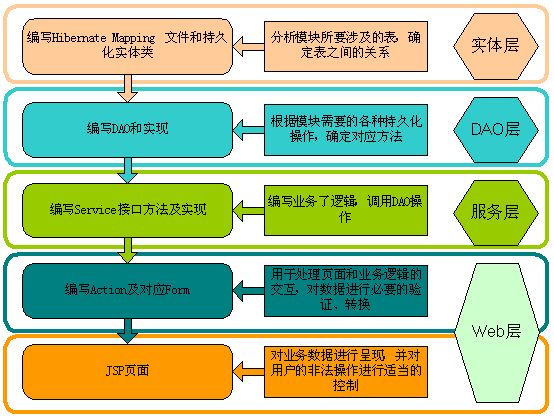 编写Hibernate Mapping 文件和持久
化实体类
分析模块所要涉及的表，确
定表之间的关系
实体层
编写DAO和实现
根据模块需要的各种持久化
操作，确定对应方法
DAO层
编写Service接口方法及实现
编写业务了逻辑，调用DAO操
作
服务层
编写Action及对应Form
用于处理页面和业务逻辑的
交互，对数据进行必要的验
证、转换
Web层
JSP页面
对业务数据进行呈现，并对
用户的非法操作进行适当的
控制